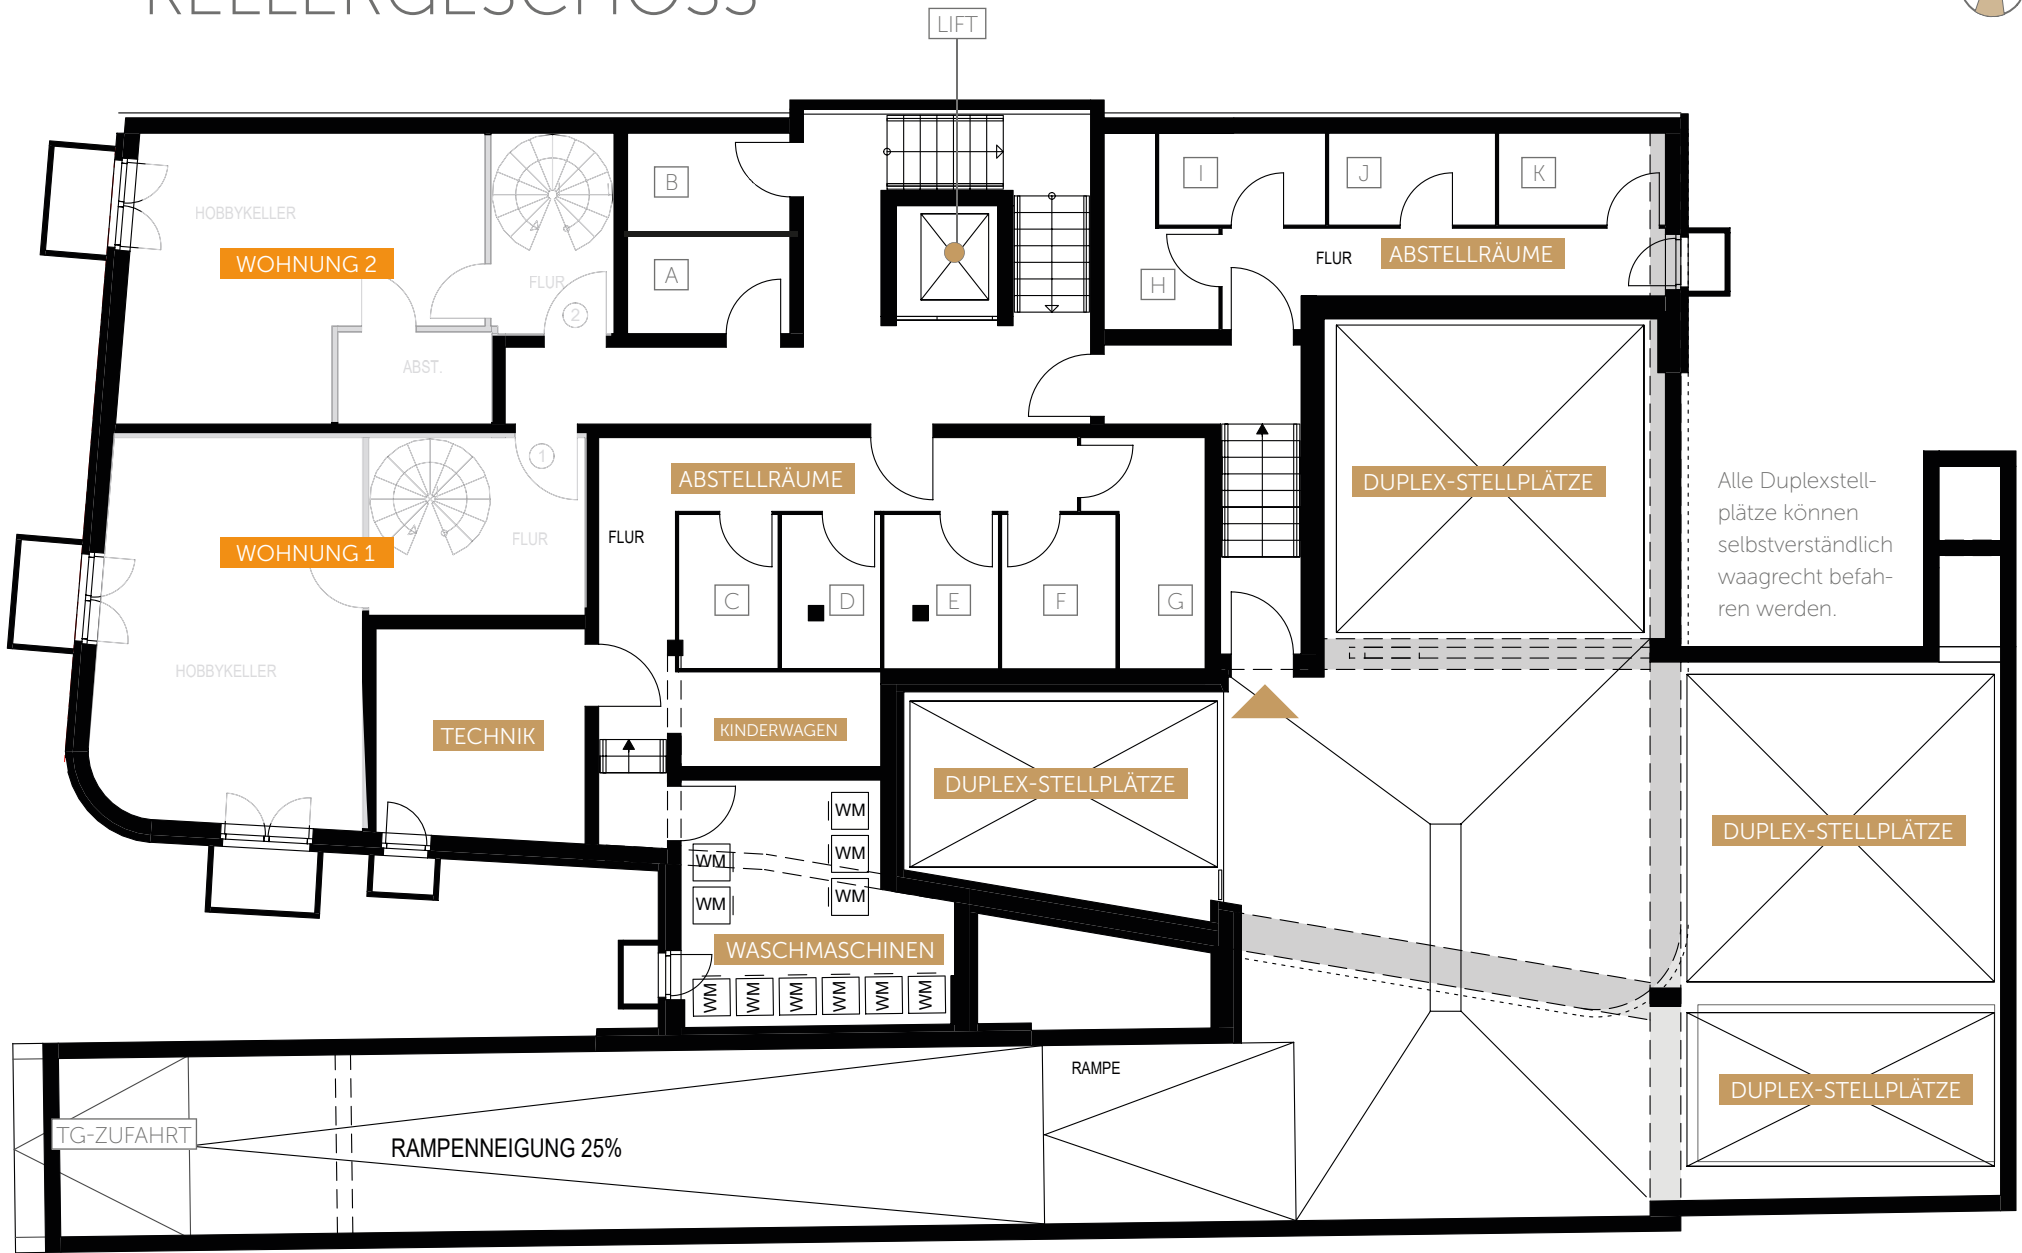 KELLERGESCHOSS
LIFT
B
A
I
J
K
H
FLUR
ABSTELLRÄUME
HOBBYKELLER
WOHNUNG 2
FLUR
2
ABST.
1
WOHNUNG 1
FLUR
HOBBYKELLER
ABSTELLRÄUME
FLUR
C
D
E
F
G
DUPLEX-STELLPLÄTZE
Alle Duplexstell-
plätze können
selbstverständlich
waagrecht befah-
ren werden.
TECHNIK
KINDERWAGEN
DUPLEX-STELLPLÄTZE
DUPLEX-STELLPLÄTZE
WM
WM
WM
WM
WM
WASCHMASCHINEN
WM
WM
WM
WM
WM
WM
RAMPE
DUPLEX-STELLPLÄTZE
TG-ZUFAHRT
RAMPENNEIGUNG 25%